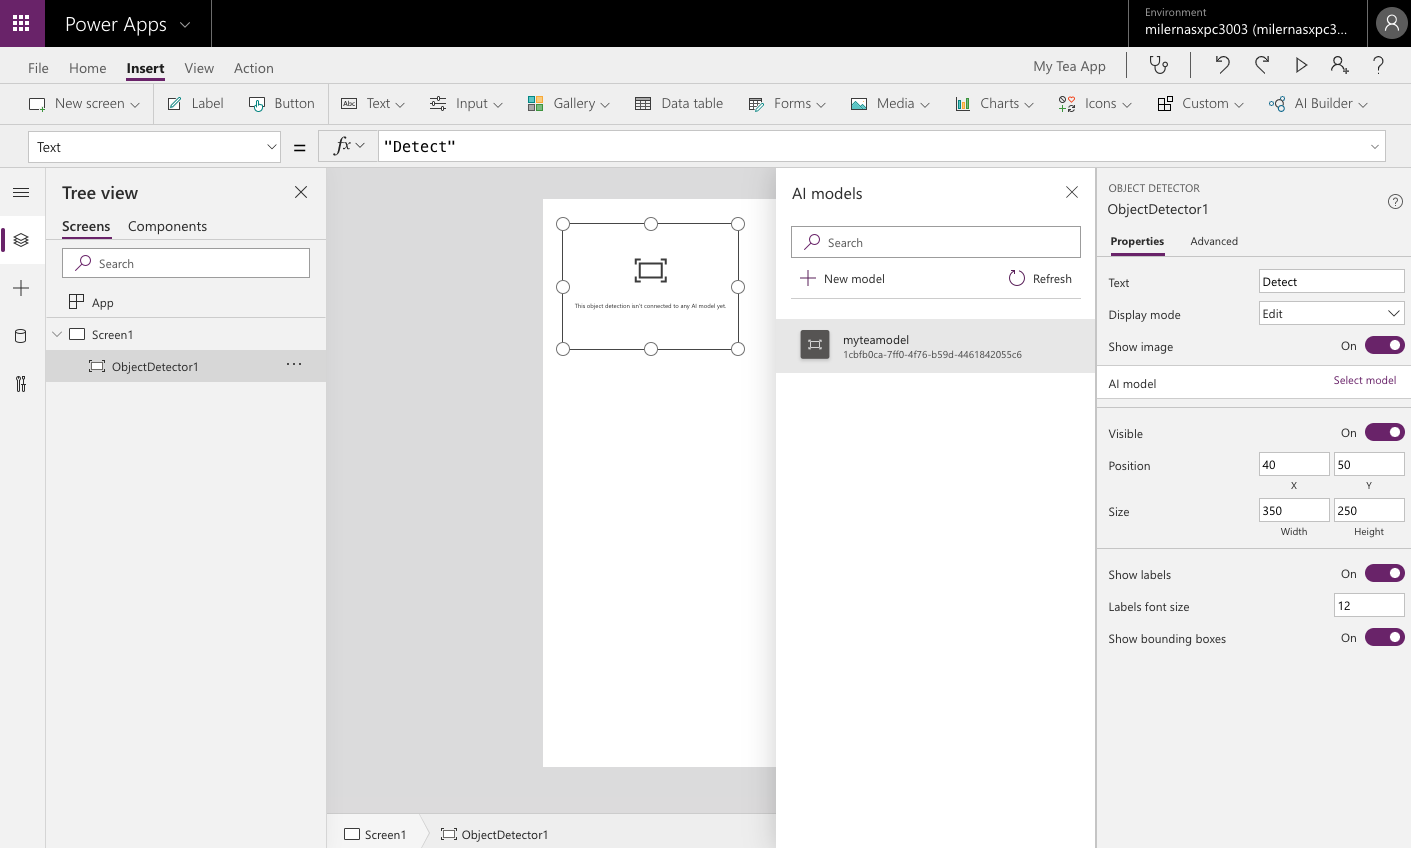 Power Apps
Environment
milernasxpc3003 (milernasxpc3...
File Home Insert View Action
My Tea App
New screen Label Button Text Input Gallery Data table Forms Media Charts Icons Custom AI Builder
Abc
Text = fx "Detect"
Tree view
Screens Components
Search
App
Screen1
ObjectDetector1 ...
This object detection isn't connected to any AI model yet.
Screen1 ObjectDetector1
AI models
Search
New model Refresh
myteamodel
1cbfb0ca-7ff0-4f76-b59d-4461842055c6
OBJECT DETECTOR
ObjectDetector1
Properties Advanced
Text Detect
Display mode Edit
Show image On
AI model Select model
Visible On
Position 40 50
X Y
Size 350 250
Width Height
Show labels On
Labels font size 12
Show bounding boxes On